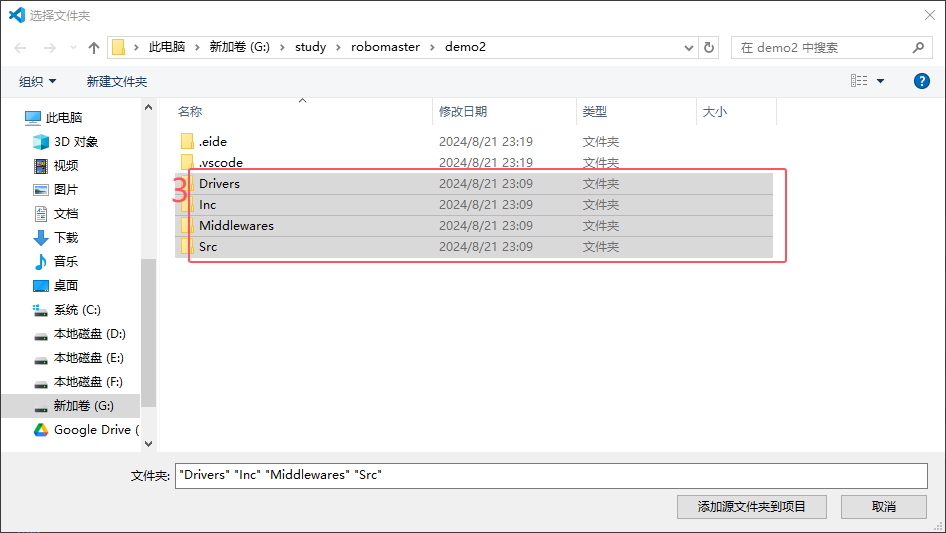 选择文件夹
此电脑 新加卷 (G:) study robomaster demo2
在 demo2 中搜索
组织 新建文件夹
?
名称 修改日期 类型 大小
此电脑
3D 对象
视频
图片
文档
下载
音乐
桌面
系统 (C:)
本地磁盘 (D:)
本地磁盘 (E:)
本地磁盘 (F:)
新加卷 (G:)
Google Drive (
.eide 2024/8/21 23:19 文件夹
.vscode 2024/8/21 23:19 文件夹
3
Drivers 2024/8/21 23:09 文件夹
Inc 2024/8/21 23:09 文件夹
Middlewares 2024/8/21 23:09 文件夹
Src 2024/8/21 23:09 文件夹
文件夹: "Drivers" "Inc" "Middlewares" "Src"
添加源文件夹到项目 取消